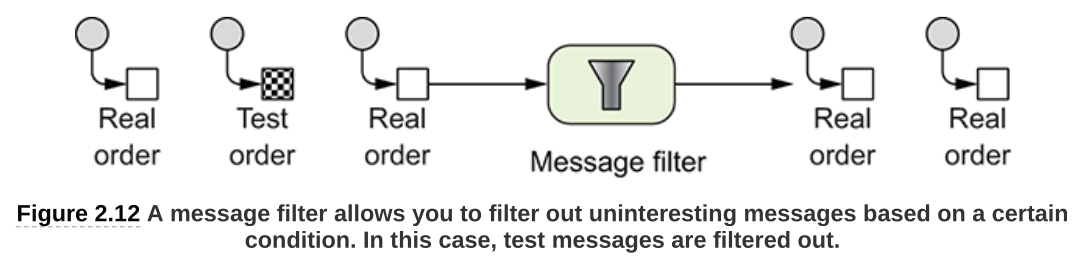 Real Test Real Real Real
order order order order order
Message filter
Figure 2.12 A message filter allows you to filter out uninteresting messages based on a certain
condition. In this case, test messages are filtered out.